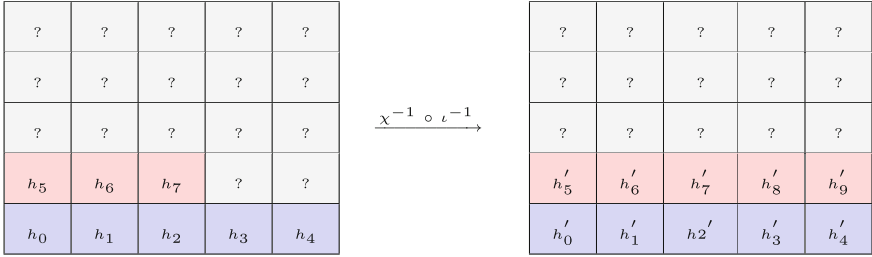 ? ? ? ? ? ? ? ? ? ?
? ? ? ? ? ? ? ? ? ?
χ⁻¹ ∘ ι⁻¹
? ? ? ? ? ? ? ? ? ?
h₅ h₆ h₇ ? ? h₅′ h₆′ h₇′ h₈′ h₉′
h₀ h₁ h₂ h₃ h₄ h₀′ h₁′ h2′ h₃′ h₄′